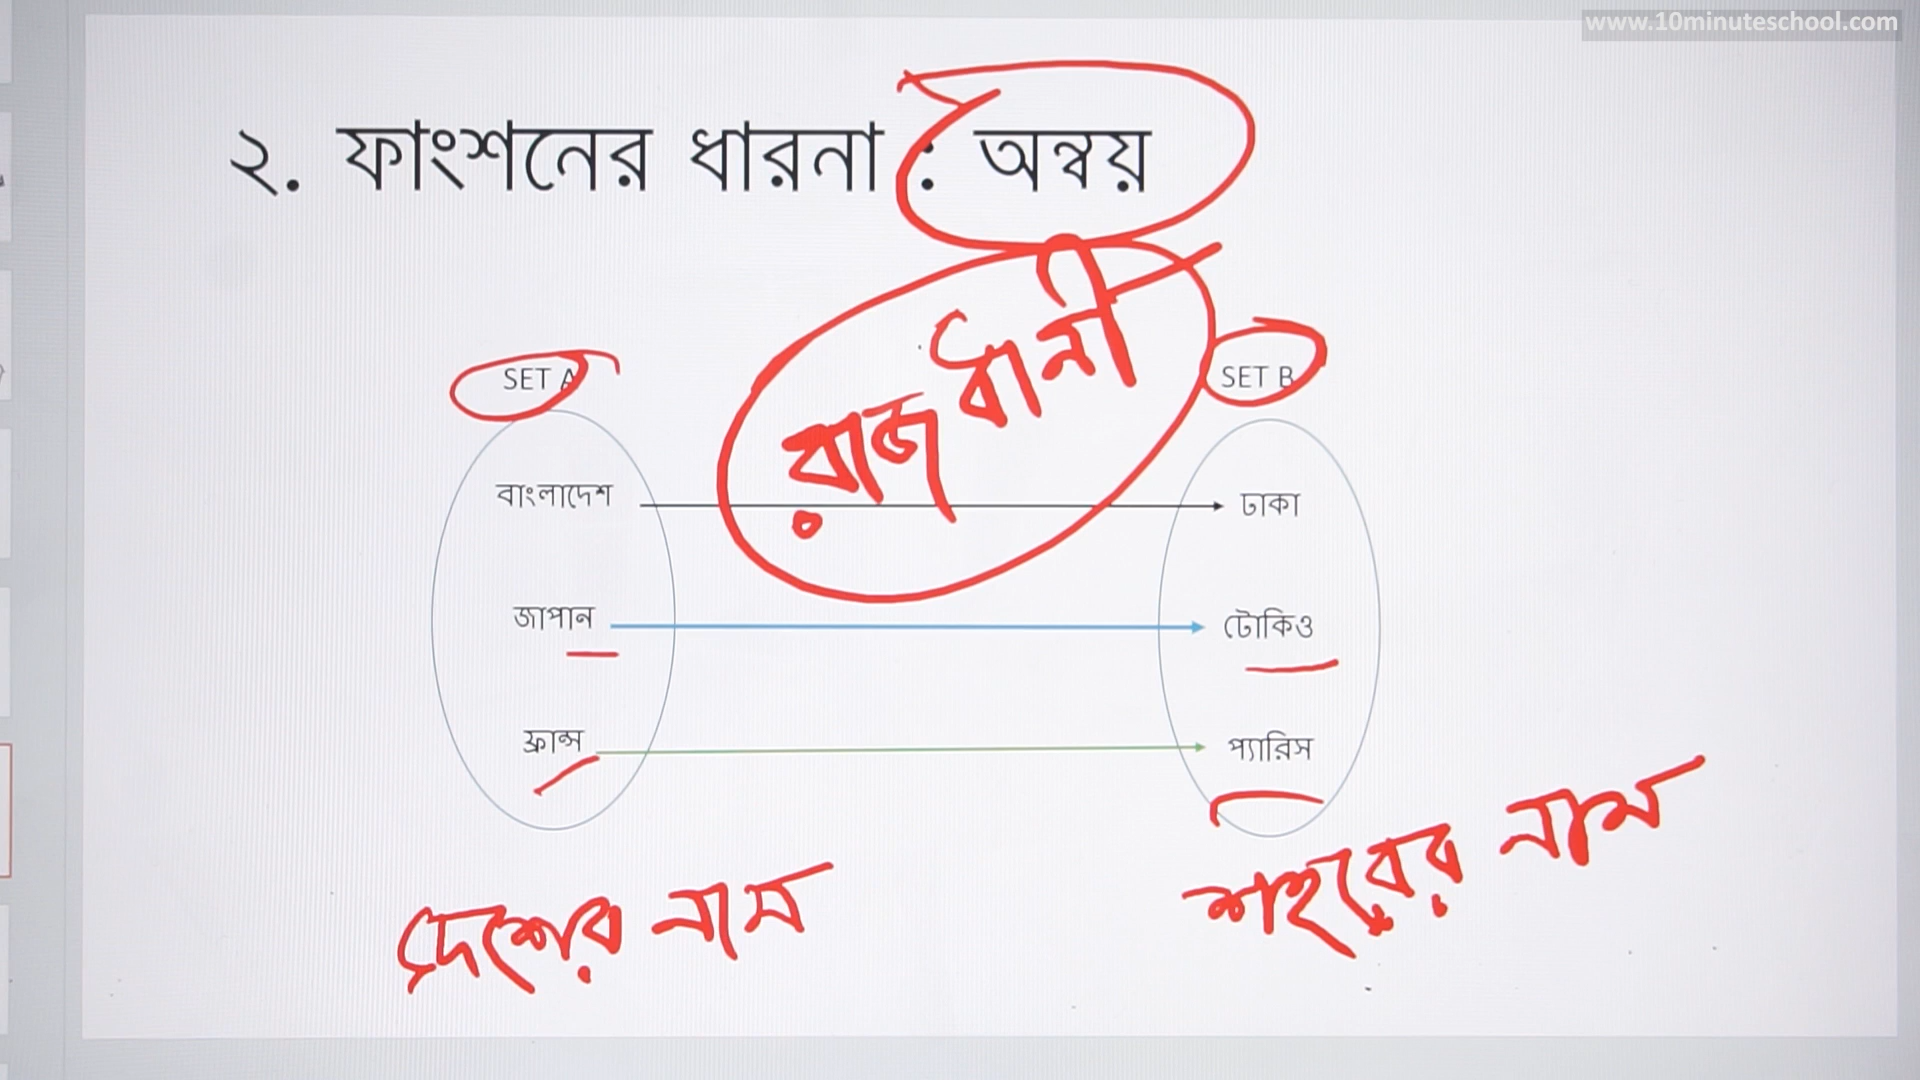 www.10minuteschool.com
২. ফাংশনের ধারনা : অন্বয়
রাজধানী
SET A
SET B
বাংলাদেশ
ঢাকা
জাপান
টোকিও
ফ্রান্স
প্যারিস
দেশের নাম
শহরের নাম